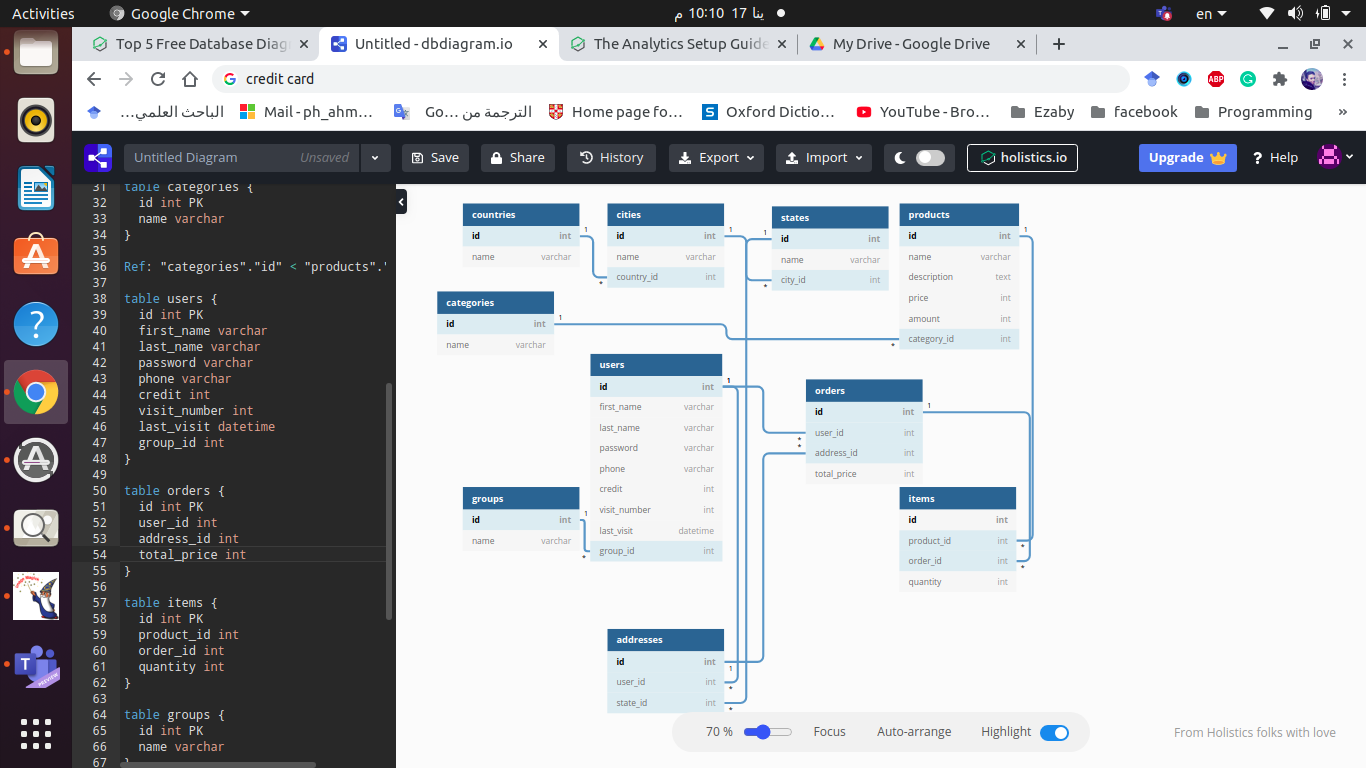 Activities
Google Chrome
ينا 17 10:10 م
en
Top 5 Free Database Diag
Untitled - dbdiagram.io
The Analytics Setup Guide
My Drive - Google Drive
credit card
ABP
الباحث العلمي...
Mail - ph_ahm...
الترجمة من Go...
Home page fo...
Oxford Dictio...
YouTube - Bro...
Ezaby
facebook
Programming
»
Untitled Diagram
Unsaved
Save
Share
History
Export
Import
holistics.io
Upgrade
Help
31 table categories {
32 id int PK
33 name varchar
34 }
35
36 Ref: "categories"."id" < "products".'
37
38 table users {
39 id int PK
40 first_name varchar
41 last_name varchar
42 password varchar
43 phone varchar
44 credit int
45 visit_number int
46 last_visit datetime
47 group_id int
48 }
49
50 table orders {
51 id int PK
52 user_id int
53 address_id int
54 total_price int
55 }
56
57 table items {
58 id int PK
59 product_id int
60 order_id int
61 quantity int
62 }
63
64 table groups {
65 id int PK
66 name varchar
67 }
countries
id int
name varchar
1
*
cities
id int
name varchar
country_id int
1
*
states
id int
name varchar
city_id int
1
products
id int
name varchar
description text
price int
amount int
category_id int
1
*
categories
id int
name varchar
1
users
id int
first_name varchar
last_name varchar
password varchar
phone varchar
credit int
visit_number int
last_visit datetime
group_id int
1
*
*
orders
id int
user_id int
address_id int
total_price int
1
groups
id int
name varchar
1
*
items
id int
product_id int
order_id int
quantity int
*
*
addresses
id int
user_id int
state_id int
1
*
*
70 %
Focus
Auto-arrange
Highlight
From Holistics folks with love
T
PREVIEW